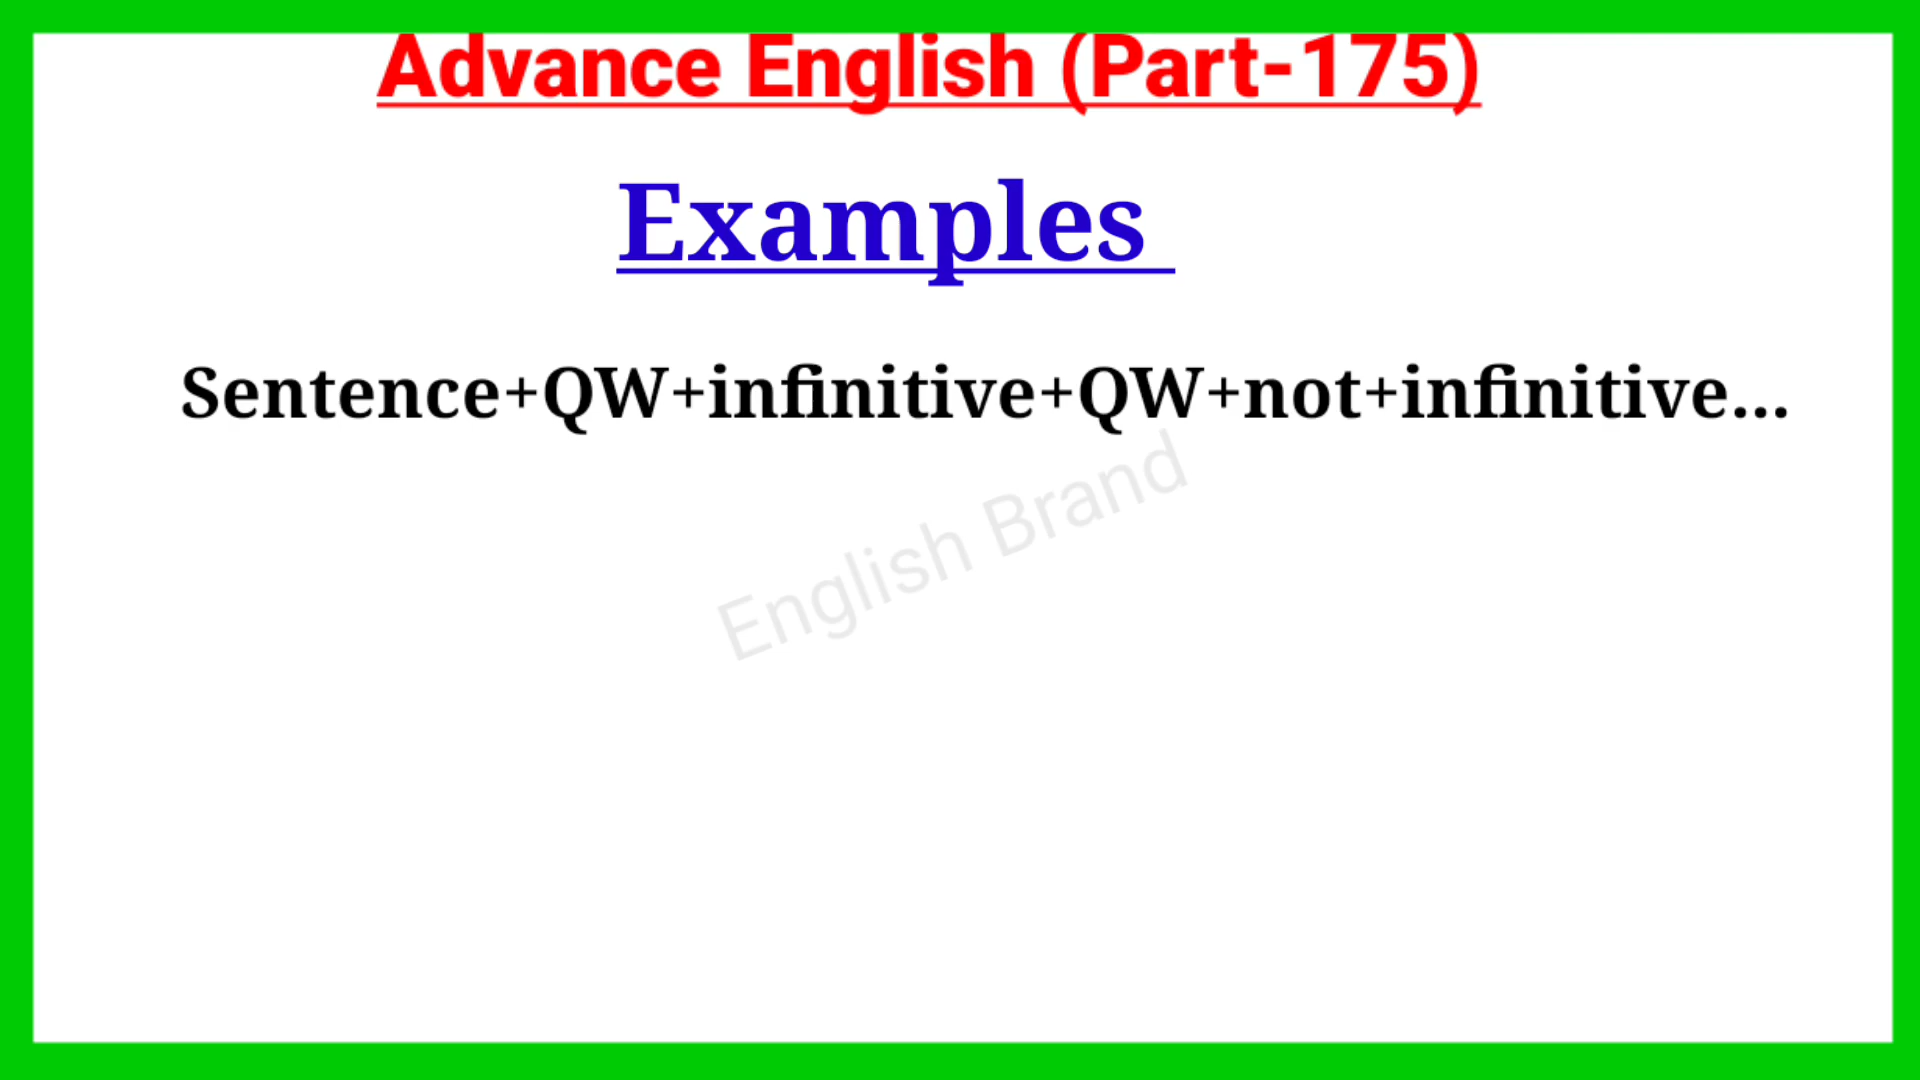 Advance English (Part-175)
Examples
Sentence+QW+infinitive+QW+not+infinitive...
English Brand